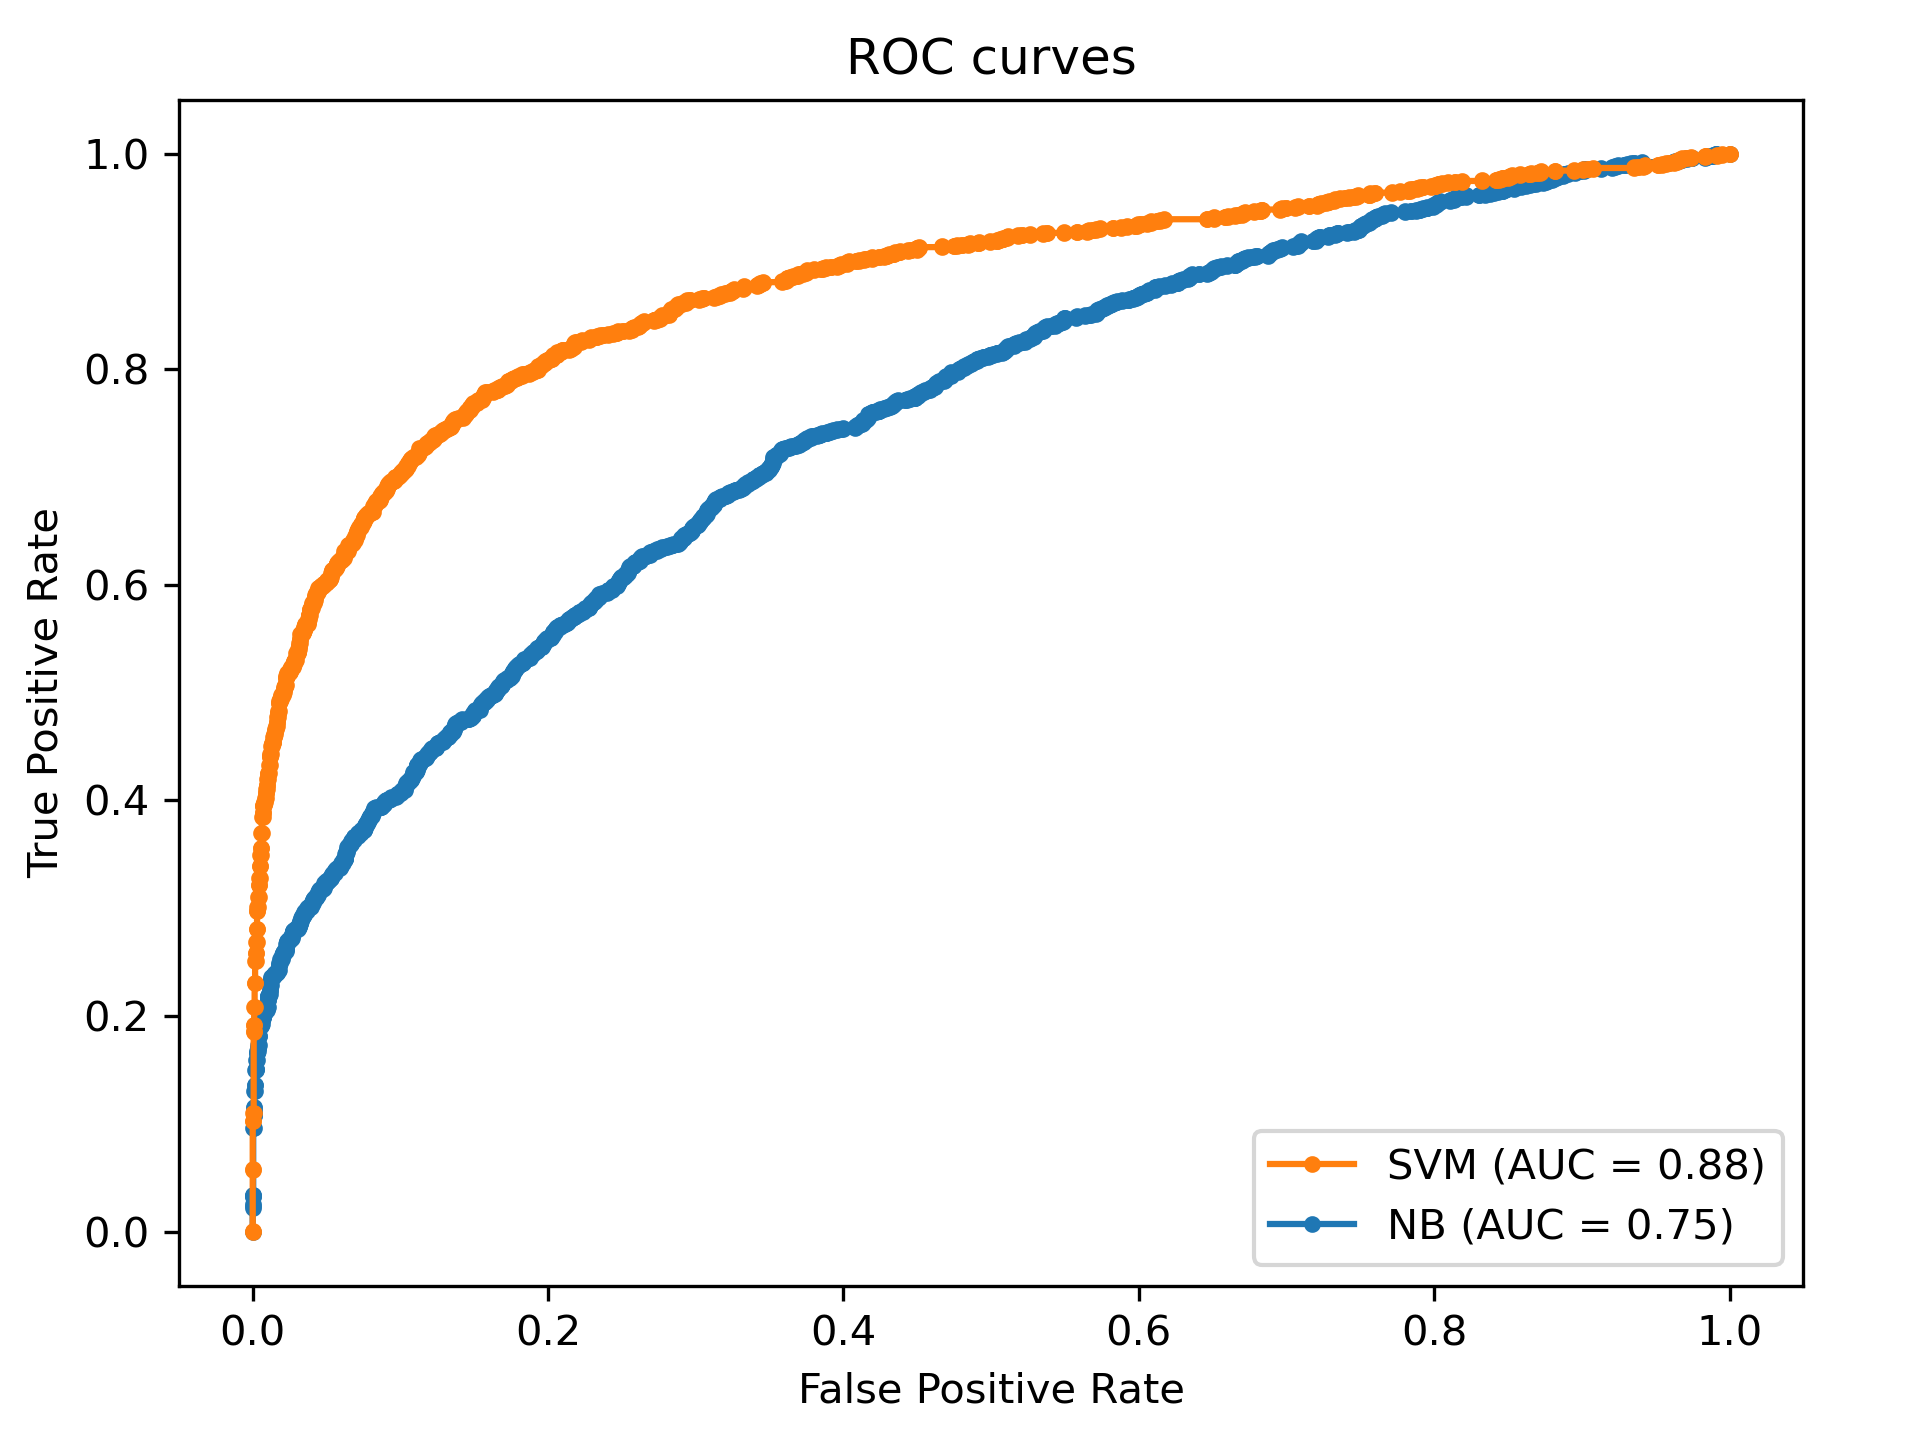 ROC curves
True Positive Rate
1.0
0.8
0.6
0.4
0.2
0.0
SVM (AUC = 0.88)
NB (AUC = 0.75)
0.0 0.2 0.4 0.6 0.8 1.0
False Positive Rate